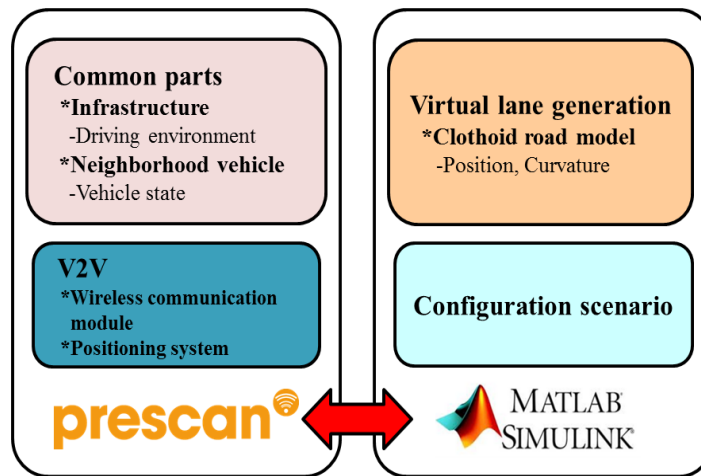 Common parts
*Infrastructure
-Driving environment
*Neighborhood vehicle
-Vehicle state
V2V
*Wireless communication
module
*Positioning system
prescan
Virtual lane generation
*Clothoid road model
-Position, Curvature
Configuration scenario
MATLAB
SIMULINK®